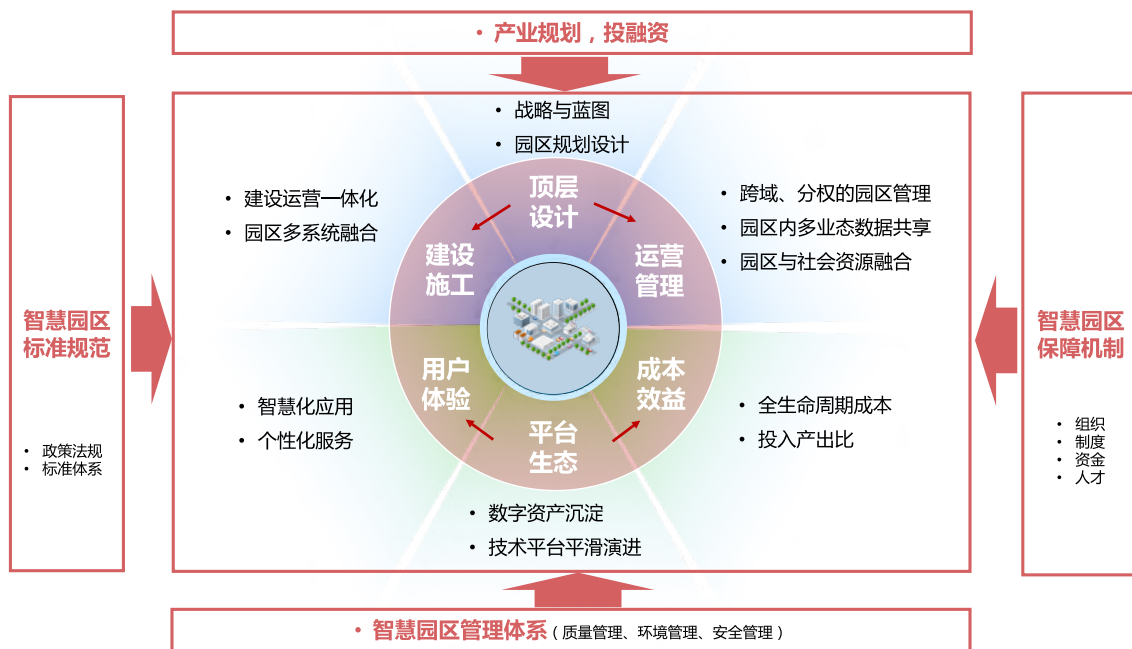 • 产业规划，投融资
• 战略与蓝图
• 园区规划设计
顶层
设计
• 建设运营一体化
• 园区多系统融合
建设
施工
运营
管理
• 跨域、分权的园区管理
• 园区内多业态数据共享
• 园区与社会资源融合
智慧园区
标准规范
• 政策法规
• 标准体系
用户
体验
• 智慧化应用
• 个性化服务
成本
效益
• 全生命周期成本
• 投入产出比
平台
生态
• 数字资产沉淀
• 技术平台平滑演进
智慧园区
保障机制
• 组织
• 制度
• 资金
• 人才
• 智慧园区管理体系（质量管理、环境管理、安全管理）